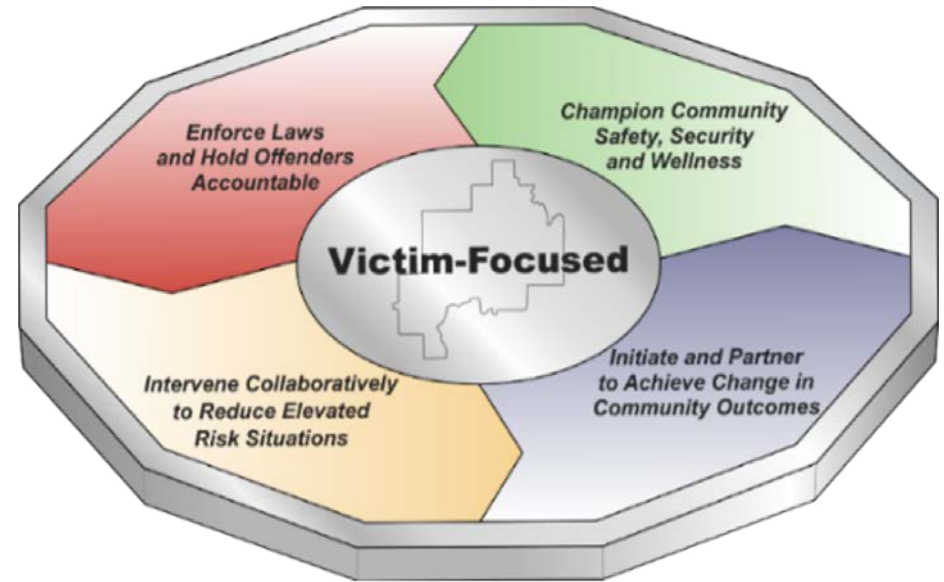 Enforce Laws
and Hold Offenders
Accountable
Champion Community
Safety, Security
and Wellness
Victim-Focused
Intervene Collaboratively
to Reduce Elevated
Risk Situations
Initiate and Partner
to Achieve Change in
Community Outcomes